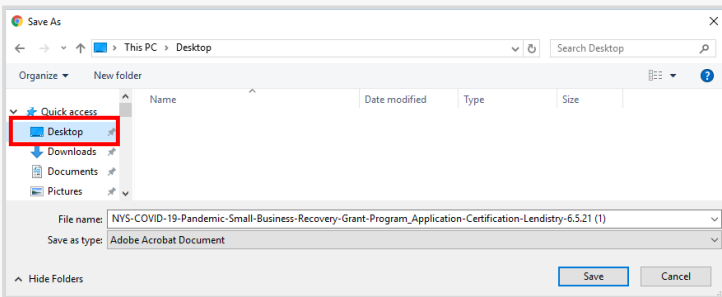 Save As
This PC > Desktop
Search Desktop
Organize
New folder
Name
Date modified
Type
Size
Quick access
Desktop
Downloads
Documents
Pictures
File name: NYS-COVID-19-Pandemic-Small-Business-Recovery-Grant-Program_Application-Certification-Lendistry-6.5.21 (1)
Save as type: Adobe Acrobat Document
Hide Folders
Save
Cancel